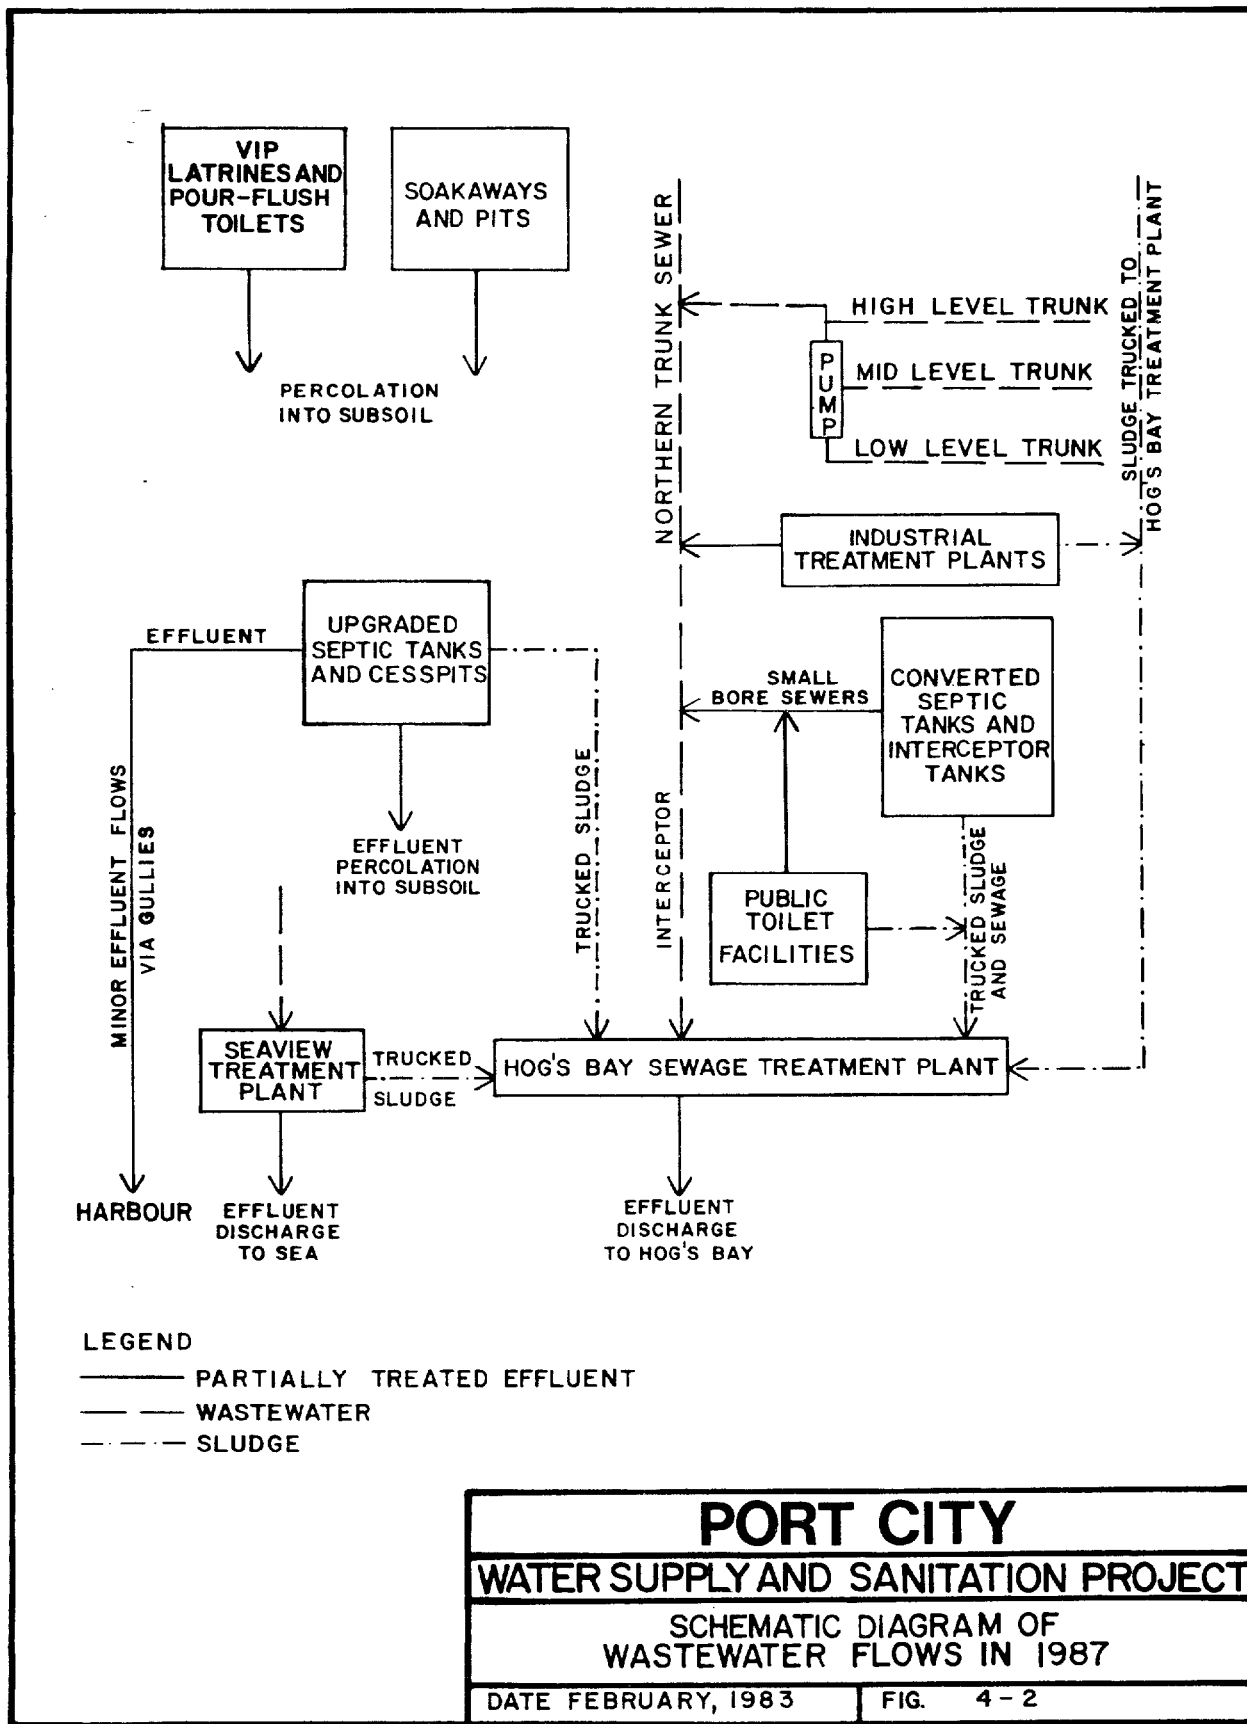 VIP
LATRINES AND
POUR-FLUSH
TOILETS
SOAKAWAYS
AND PITS
PERCOLATION
INTO SUBSOIL
NORTHERN TRUNK SEWER
HIGH LEVEL TRUNK
PUMP
MID LEVEL TRUNK
LOW LEVEL TRUNK
SLUDGE TRUCKED TO
HOG'S BAY TREATMENT PLANT
INDUSTRIAL
TREATMENT PLANTS
EFFLUENT
UPGRADED
SEPTIC TANKS
AND CESSPITS
SMALL
BORE SEWERS
CONVERTED
SEPTIC
TANKS AND
INTERCEPTOR
TANKS
MINOR EFFLUENT FLOWS
VIA GULLIES
EFFLUENT
PERCOLATION
INTO SUBSOIL
TRUCKED SLUDGE
INTERCEPTOR
PUBLIC
TOILET
FACILITIES
TRUCKED SLUDGE
AND SEWAGE
SEAVIEW
TREATMENT
PLANT
TRUCKED
SLUDGE
HOG'S BAY SEWAGE TREATMENT PLANT
HARBOUR
EFFLUENT
DISCHARGE
TO SEA
EFFLUENT
DISCHARGE
TO HOG'S BAY
LEGEND
PARTIALLY TREATED EFFLUENT
WASTEWATER
SLUDGE
PORT CITY
WATER SUPPLY AND SANITATION PROJECT
SCHEMATIC DIAGRAM OF
WASTEWATER FLOWS IN 1987
DATE FEBRUARY, 1983
FIG. 4-2